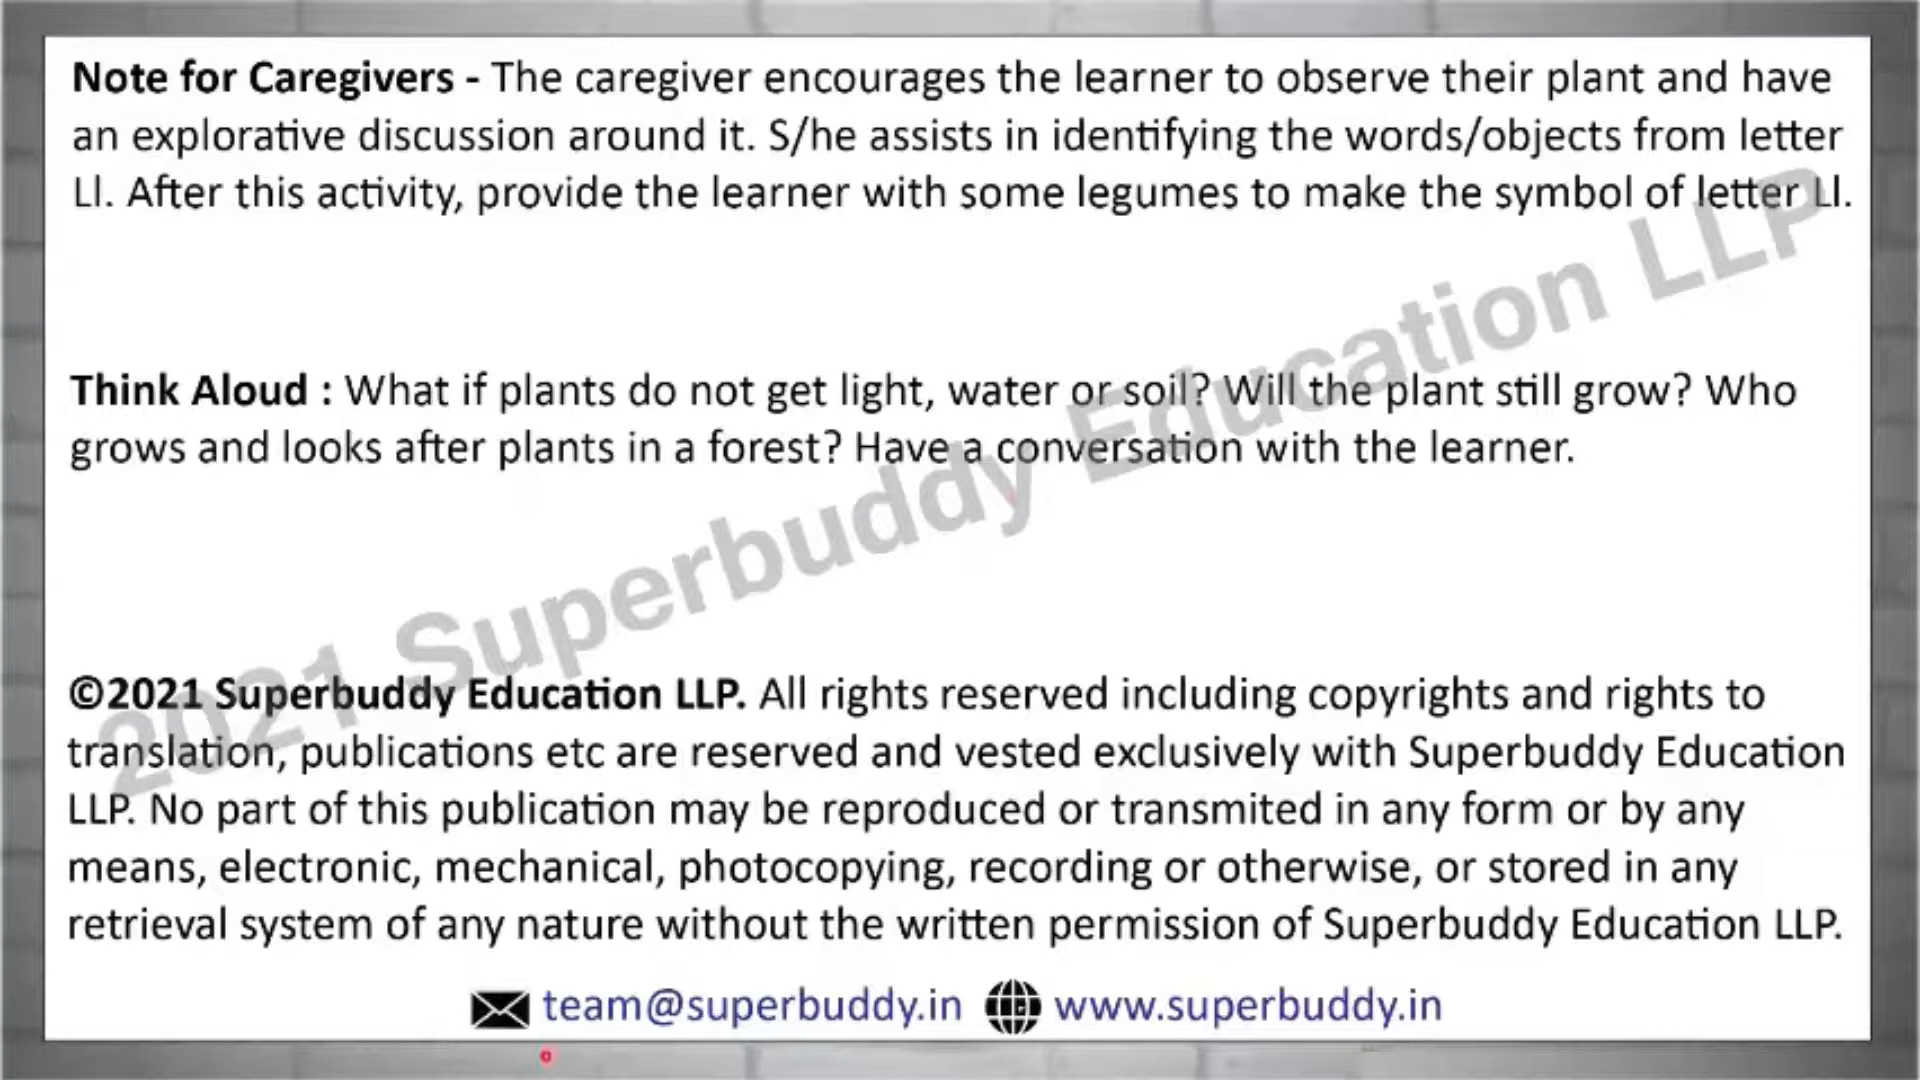 Note for Caregivers - The caregiver encourages the learner to observe their plant and have
an explorative discussion around it. S/he assists in identifying the words/objects from letter
Ll. After this activity, provide the learner with some legumes to make the symbol of letter Ll.
Think Aloud : What if plants do not get light, water or soil? Will the plant still grow? Who
grows and looks after plants in a forest? Have a conversation with the learner.
2021 Superbuddy Education LLP
©2021 Superbuddy Education LLP. All rights reserved including copyrights and rights to
translation, publications etc are reserved and vested exclusively with Superbuddy Education
LLP. No part of this publication may be reproduced or transmited in any form or by any
means, electronic, mechanical, photocopying, recording or otherwise, or stored in any
retrieval system of any nature without the written permission of Superbuddy Education LLP.
team@superbuddy.in www.superbuddy.in